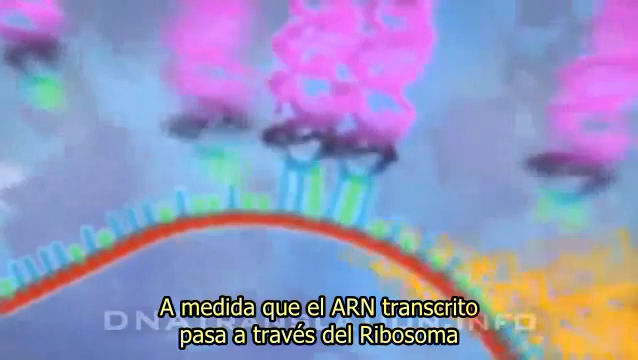 A medida que el ARN transcrito
pasa a través del Ribosoma